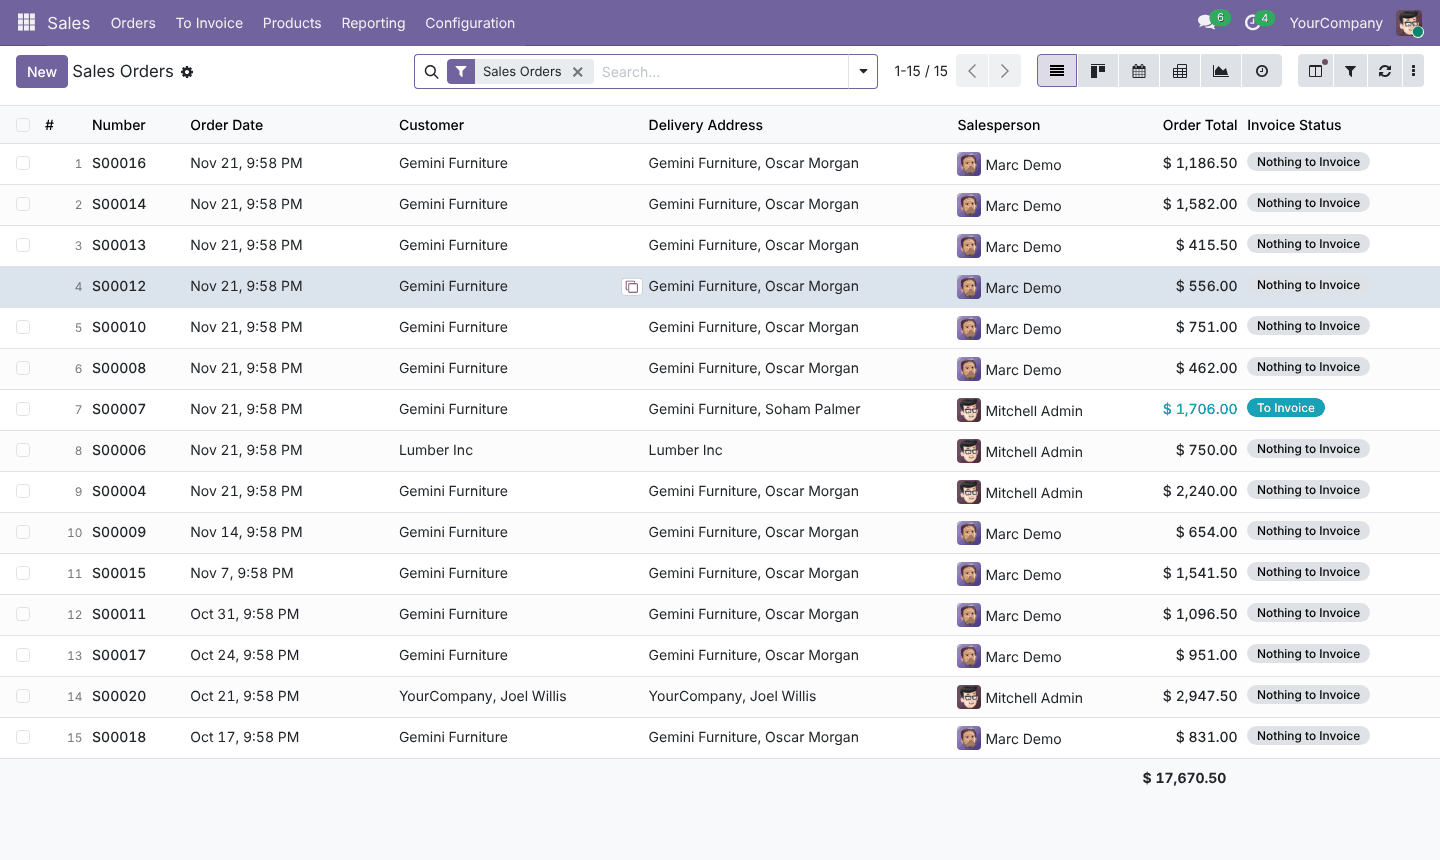 Sales Orders To Invoice Products Reporting Configuration 6 4 YourCompany
New Sales Orders Sales Orders Search... 1-15 / 15
# Number Order Date Customer Delivery Address Salesperson Order Total Invoice Status
1 S00016 Nov 21, 9:58 PM Gemini Furniture Gemini Furniture, Oscar Morgan Marc Demo $ 1,186.50 Nothing to Invoice
2 S00014 Nov 21, 9:58 PM Gemini Furniture Gemini Furniture, Oscar Morgan Marc Demo $ 1,582.00 Nothing to Invoice
3 S00013 Nov 21, 9:58 PM Gemini Furniture Gemini Furniture, Oscar Morgan Marc Demo $ 415.50 Nothing to Invoice
4 S00012 Nov 21, 9:58 PM Gemini Furniture Gemini Furniture, Oscar Morgan Marc Demo $ 556.00 Nothing to Invoice
5 S00010 Nov 21, 9:58 PM Gemini Furniture Gemini Furniture, Oscar Morgan Marc Demo $ 751.00 Nothing to Invoice
6 S00008 Nov 21, 9:58 PM Gemini Furniture Gemini Furniture, Oscar Morgan Marc Demo $ 462.00 Nothing to Invoice
7 S00007 Nov 21, 9:58 PM Gemini Furniture Gemini Furniture, Soham Palmer Mitchell Admin $ 1,706.00 To Invoice
8 S00006 Nov 21, 9:58 PM Lumber Inc Lumber Inc Mitchell Admin $ 750.00 Nothing to Invoice
9 S00004 Nov 21, 9:58 PM Gemini Furniture Gemini Furniture, Oscar Morgan Mitchell Admin $ 2,240.00 Nothing to Invoice
10 S00009 Nov 14, 9:58 PM Gemini Furniture Gemini Furniture, Oscar Morgan Marc Demo $ 654.00 Nothing to Invoice
11 S00015 Nov 7, 9:58 PM Gemini Furniture Gemini Furniture, Oscar Morgan Marc Demo $ 1,541.50 Nothing to Invoice
12 S00011 Oct 31, 9:58 PM Gemini Furniture Gemini Furniture, Oscar Morgan Marc Demo $ 1,096.50 Nothing to Invoice
13 S00017 Oct 24, 9:58 PM Gemini Furniture Gemini Furniture, Oscar Morgan Marc Demo $ 951.00 Nothing to Invoice
14 S00020 Oct 21, 9:58 PM YourCompany, Joel Willis YourCompany, Joel Willis Mitchell Admin $ 2,947.50 Nothing to Invoice
15 S00018 Oct 17, 9:58 PM Gemini Furniture Gemini Furniture, Oscar Morgan Marc Demo $ 831.00 Nothing to Invoice
$ 17,670.50